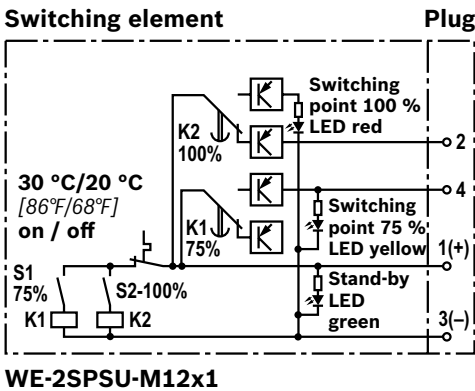 Switching element
Plug
Switching
point 100 %
LED red
K2
100%
2
30 °C/20 °C
[86°F/68°F]
on / off
4
K1
75%
Switching
point 75 %
LED yellow
1(+)
S1
75%
S2-100%
Stand-by
LED
green
K1
K2
3(–)
WE-2SPSU-M12x1